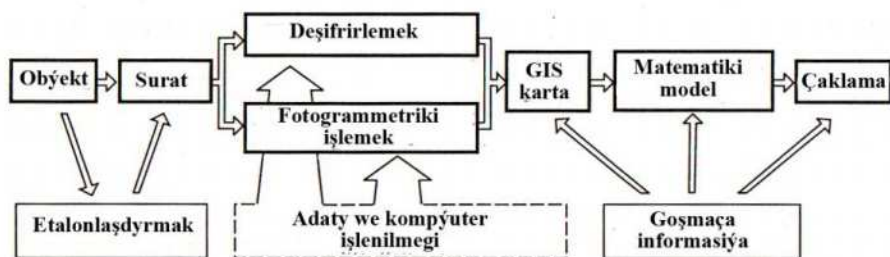 Deşifrirlemek
Obýekt
Surat
GIS
karta
Matematiki
model
Çaklama
Fotogrammetriki
işlemek
Etalonlaşdyrmak
Adaty we kompýuter
işlenilmegi
Goşmaça
informasiýa